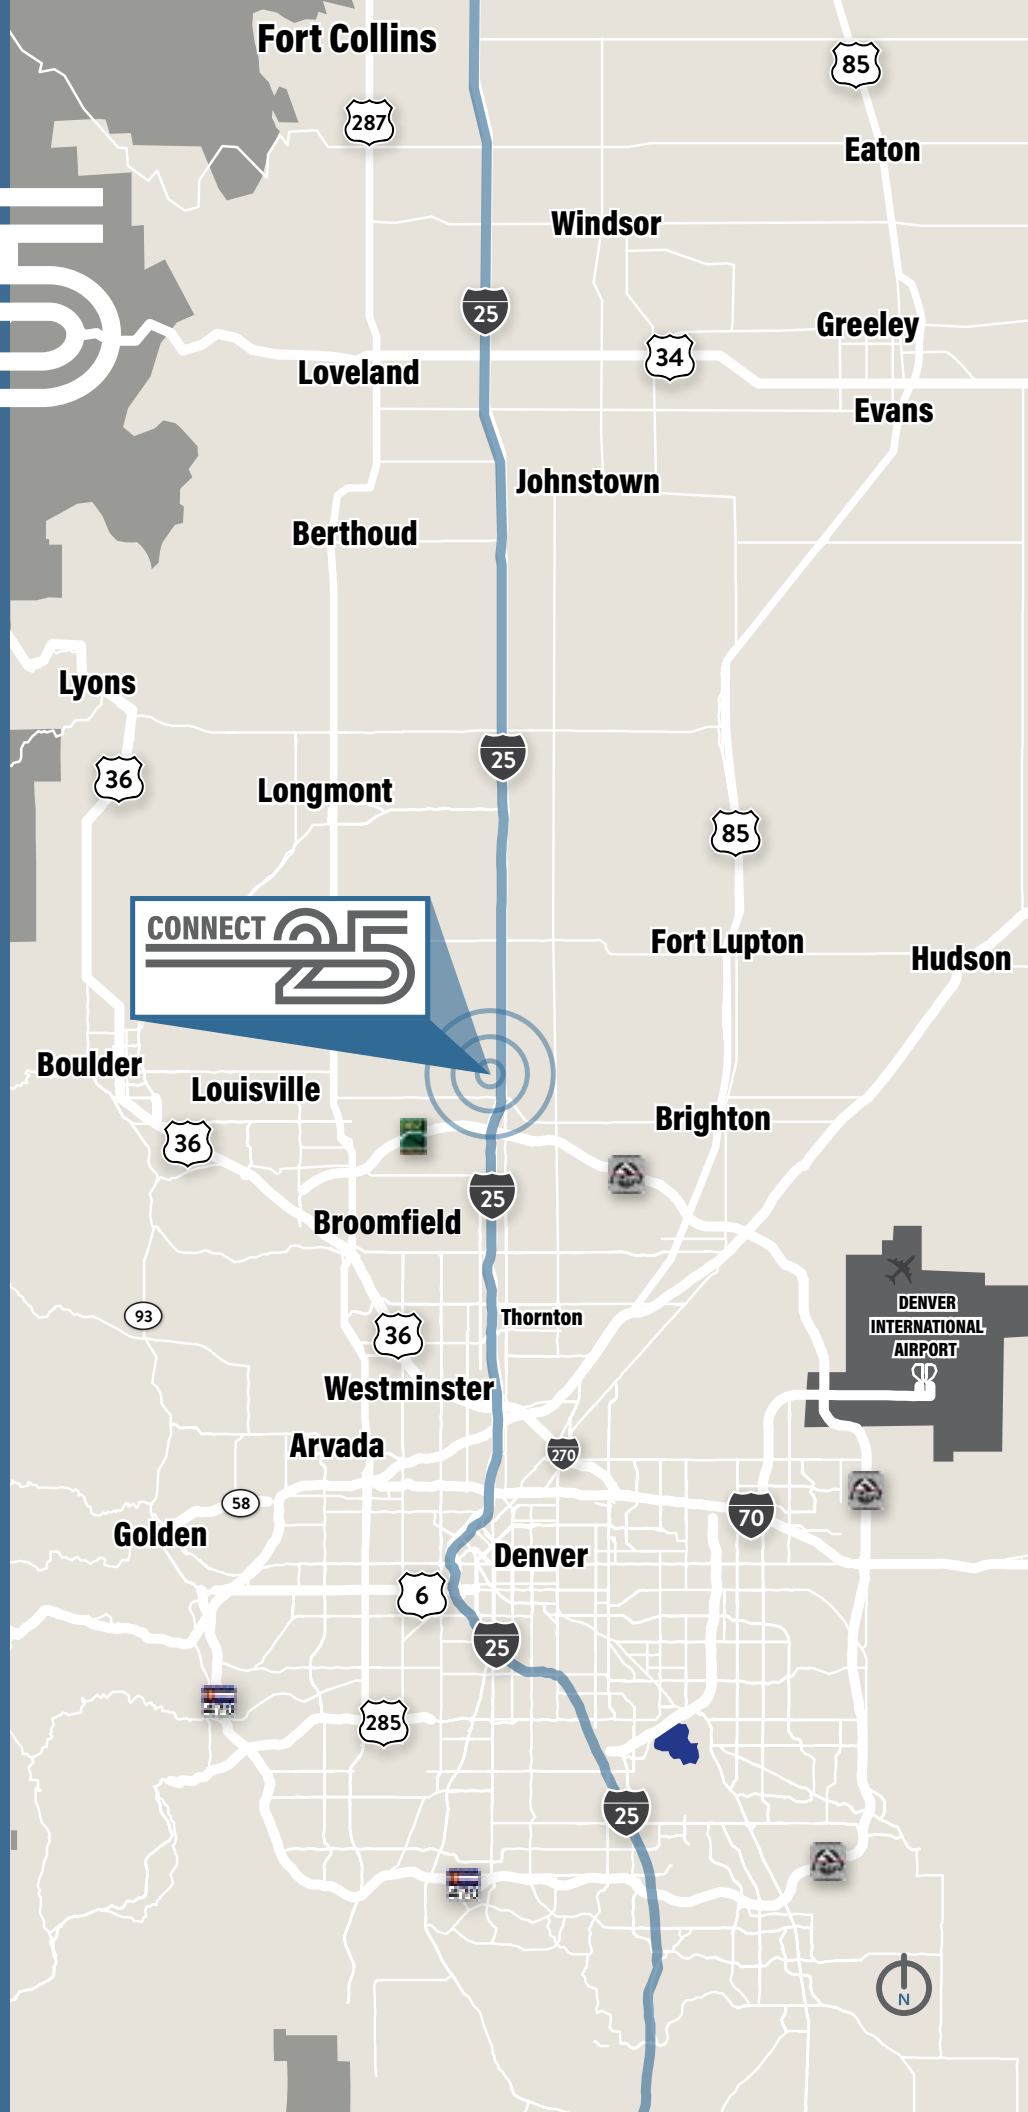 Fort Collins
85
287
Eaton
Windsor
25
Greeley
34
Loveland
Evans
Johnstown
Berthoud
Lyons
25
36
Longmont
85
CONNECT 25
Fort Lupton
Hudson
Boulder
Louisville
Brighton
36
25
Broomfield
DENVER
INTERNATIONAL
AIRPORT
93
Thornton
36
Westminster
Arvada
270
58
70
Golden
Denver
6
25
285
25
N